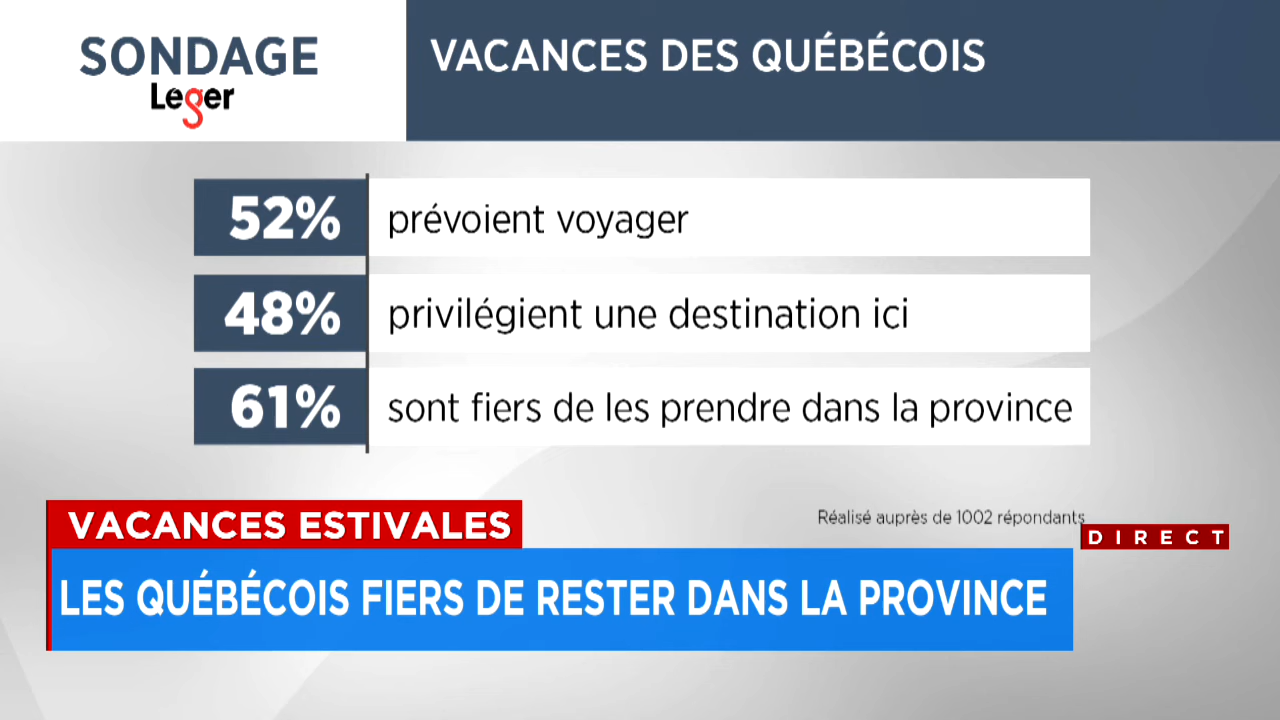 SONDAGE
Leger
VACANCES DES QUÉBÉCOIS
52% prévoient voyager
48% privilégient une destination ici
61% sont fiers de les prendre dans la province
Réalisé auprès de 1002 répondants
VACANCES ESTIVALES
DIRECT
LES QUÉBÉCOIS FIERS DE RESTER DANS LA PROVINCE